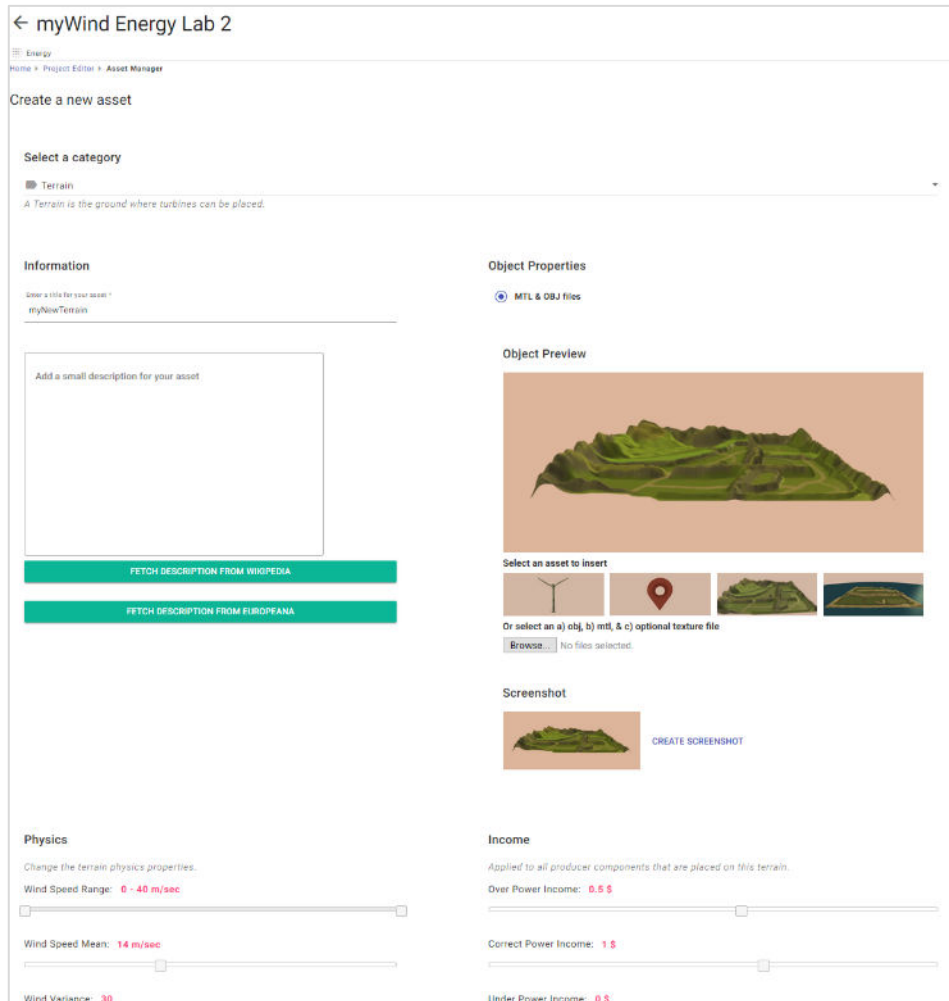 ← myWind Energy Lab 2
Energy
Home > Project Editor > Asset Manager
Create a new asset
Select a category
Terrain
A Terrain is the ground where turbines can be placed.
Information
Enter a title for your asset *
myNewTerrain
Add a small description for your asset
FETCH DESCRIPTION FROM WIKIPEDIA
FETCH DESCRIPTION FROM EUROPEANA
Object Properties
MTL & OBJ files
Object Preview
Select an asset to insert
Or select an a) obj, b) mtl, & c) optional texture file
Browse... No files selected.
Screenshot
CREATE SCREENSHOT
Physics
Change the terrain physics properties.
Wind Speed Range: 0 - 40 m/sec
Wind Speed Mean: 14 m/sec
Wind Variance: 30
Income
Applied to all producer components that are placed on this terrain.
Over Power Income: 0.5 $
Correct Power Income: 1 $
Under Power Income: 0 $